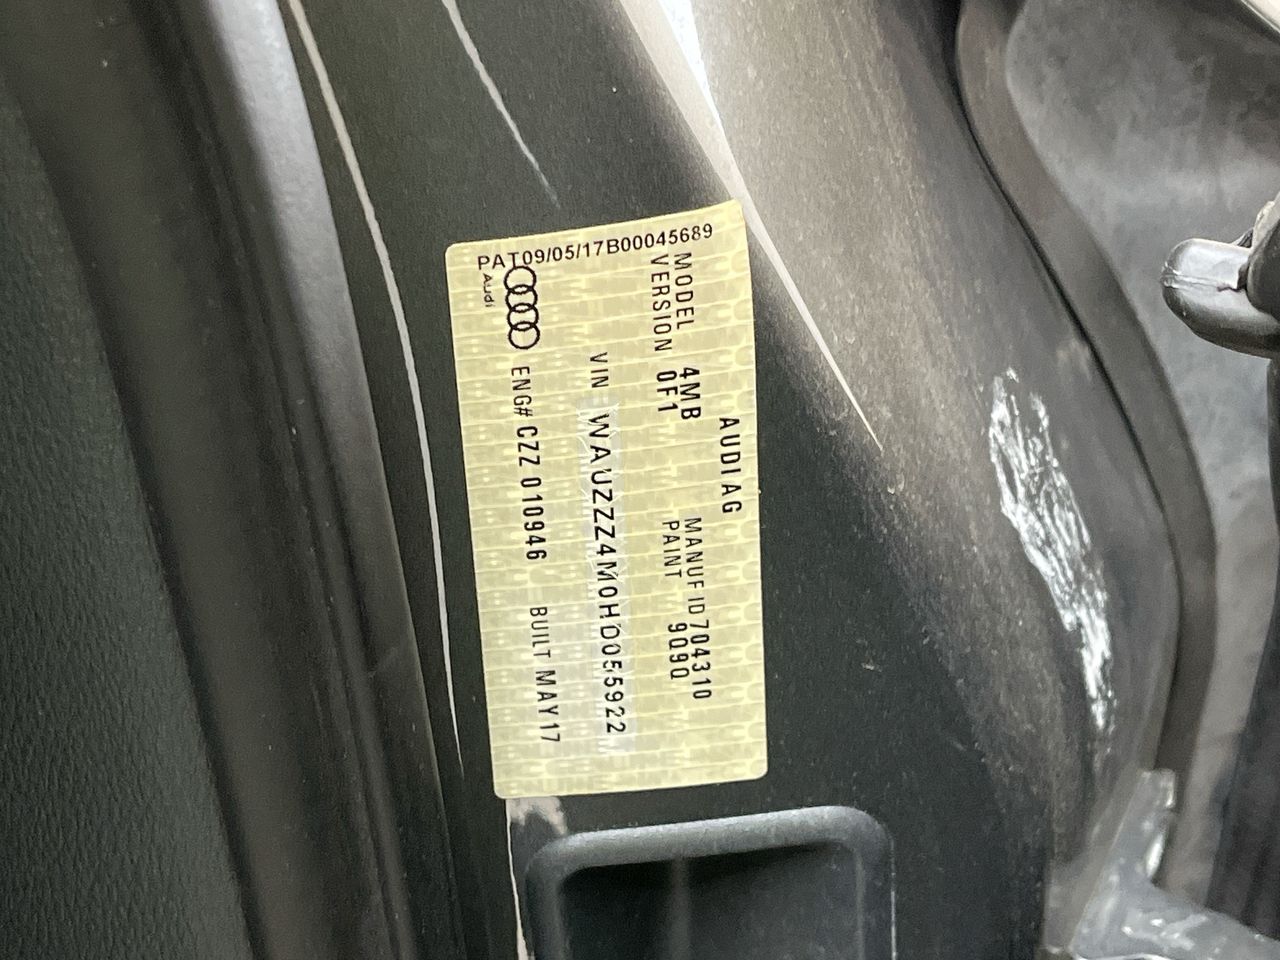 AUDI AG
MODEL 4MB MANUF ID 704310
VERSION 0F1 PAINT 9Q9Q
VIN WAUZZZ4M0HD055922
ENG# CZZ 010946 BUILT MAY17
Audi
PAT09/05/17B00045689